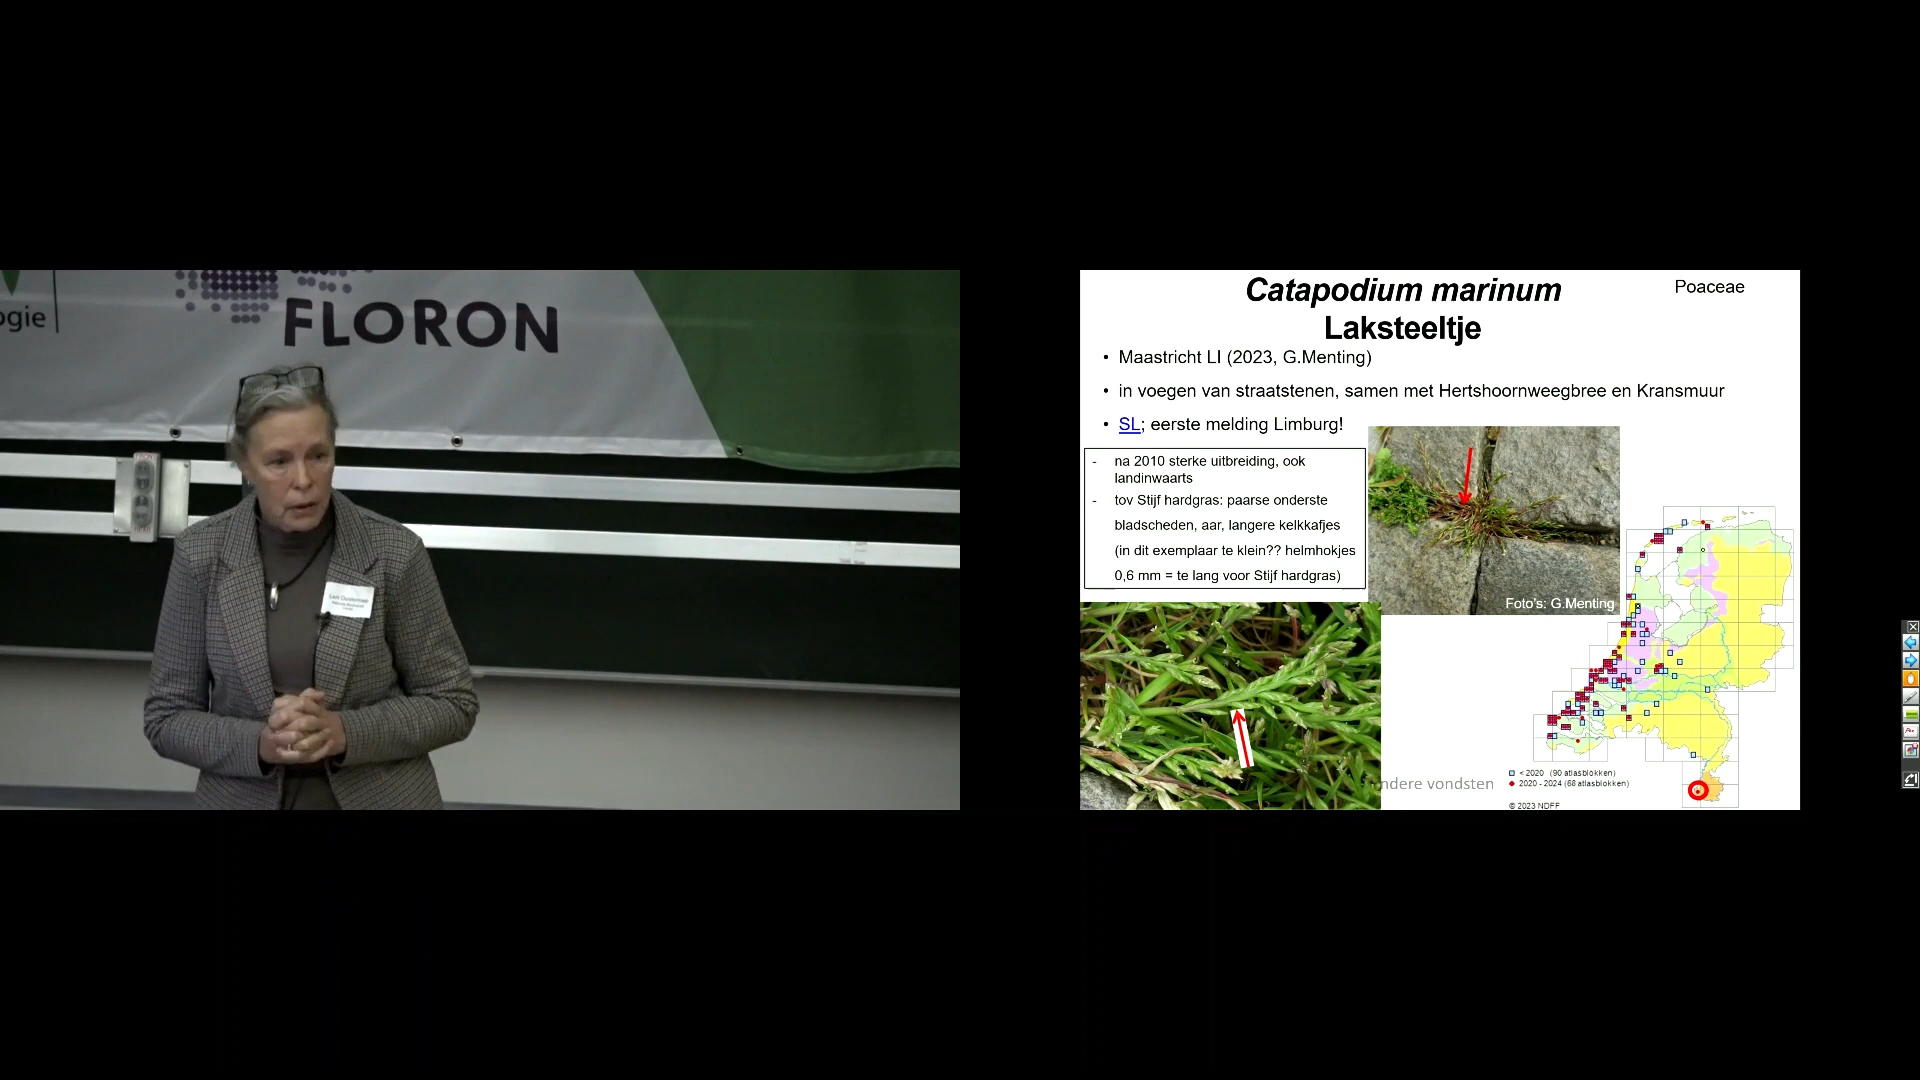 ogie
FLORON
Catapodium marinum
Poaceae
Laksteeltje
• Maastricht LI (2023, G.Menting)
• in voegen van straatstenen, samen met Hertshoornweegbree en Kransmuur
• SL; eerste melding Limburg!
- na 2010 sterke uitbreiding, ook
landinwaarts
- tov Stijf hardgras: paarse onderste
bladscheden, aar, langere kelkkafjes
(in dit exemplaar te klein?? helmhokjes
0,6 mm = te lang voor Stijf hardgras)
Foto's: G.Menting
ndere vondsten
< 2020 (90 atlasblokken)
2020 - 2024 (68 atlasblokken)
© 2023 NDFF